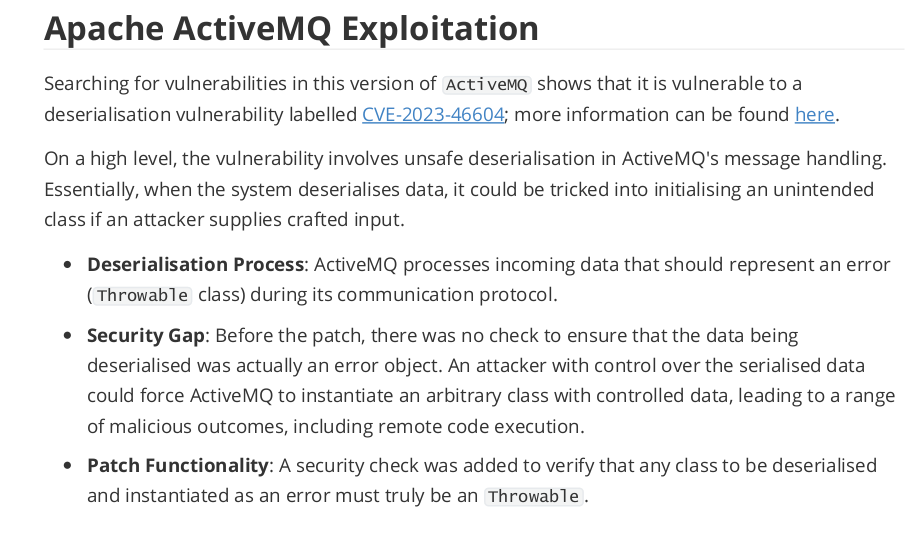 Apache ActiveMQ Exploitation
Searching for vulnerabilities in this version of ActiveMQ shows that it is vulnerable to a
deserialisation vulnerability labelled CVE-2023-46604; more information can be found here.
On a high level, the vulnerability involves unsafe deserialisation in ActiveMQ's message handling.
Essentially, when the system deserialises data, it could be tricked into initialising an unintended
class if an attacker supplies crafted input.
• Deserialisation Process: ActiveMQ processes incoming data that should represent an error
(Throwable class) during its communication protocol.
• Security Gap: Before the patch, there was no check to ensure that the data being
deserialised was actually an error object. An attacker with control over the serialised data
could force ActiveMQ to instantiate an arbitrary class with controlled data, leading to a range
of malicious outcomes, including remote code execution.
• Patch Functionality: A security check was added to verify that any class to be deserialised
and instantiated as an error must truly be an Throwable.